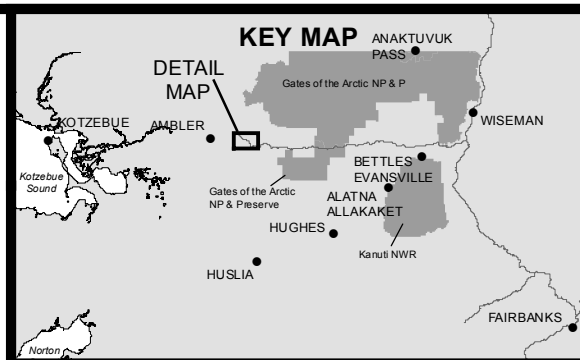 KEY MAP
ANAKTUVUK
PASS
DETAIL
MAP
Gates of the Arctic NP & P
KOTZEBUE
AMBLER
WISEMAN
Kotzebue
Sound
BETTLES
EVANSVILLE
Gates of the Arctic
NP & Preserve
ALATNA
ALLAKAKET
HUGHES
Kanuti NWR
HUSLIA
FAIRBANKS
Norton